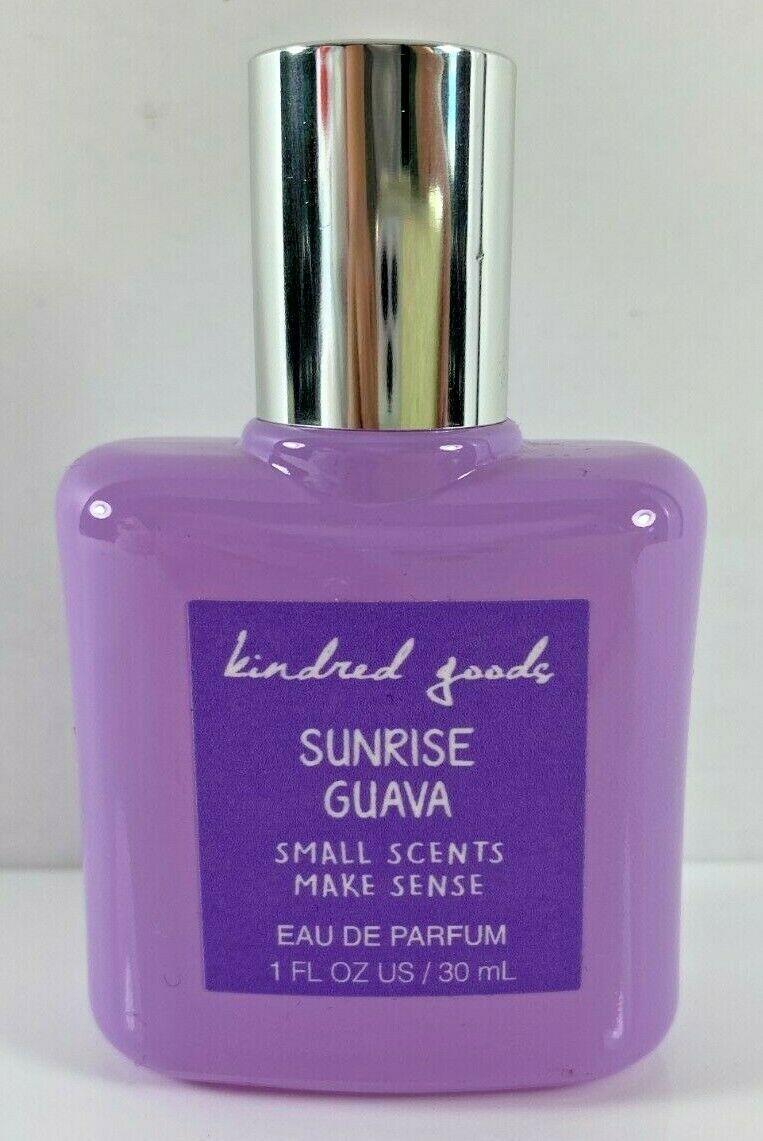 kindred goods
SUNRISE
GUAVA
SMALL SCENTS
MAKE SENSE
EAU DE PARFUM
1 FL OZ US / 30 mL